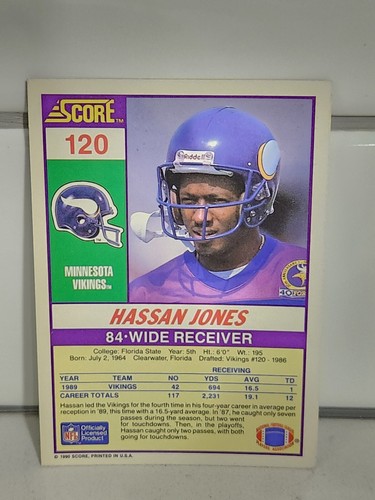 SCORE™
120
Riddell
MINNESOTA
VIKINGS™
HASSAN JONES
84·WIDE RECEIVER
College: Florida State Year: 5th Ht.: 6'0" Wt.: 195
Born: July 2, 1964 Clearwater, Florida Drafted: Vikings #120 - 1986
RECEIVING
YEAR TEAM NO YDS AVG TD
1989 VIKINGS 42 694 16.5 1
CAREER TOTALS 117 2,231 19.1 12
Hassan led the Vikings for the fourth time in his four-year career in average per
reception in '89, this time with a 16.5-yard average. In '87, he caught only seven
passes during the season, but two went
for touchdowns. Then, in the playoffs,
Hassan caught only two passes, with both
going for touchdowns.
NFL
Officially
Licensed
Product
© 1990 SCORE, PRINTED IN U.S.A.